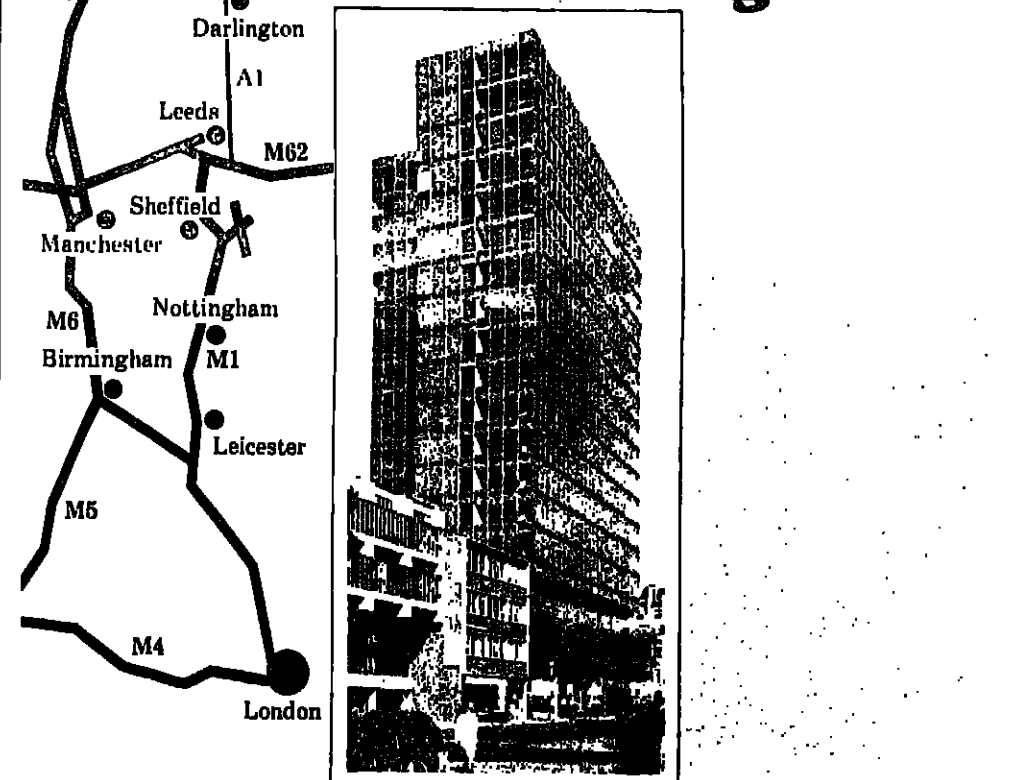 Darlington
A1
Leeds
M62
Sheffield
Manchester
Nottingham
M6
Birmingham
M1
Leicester
M5
M4
London